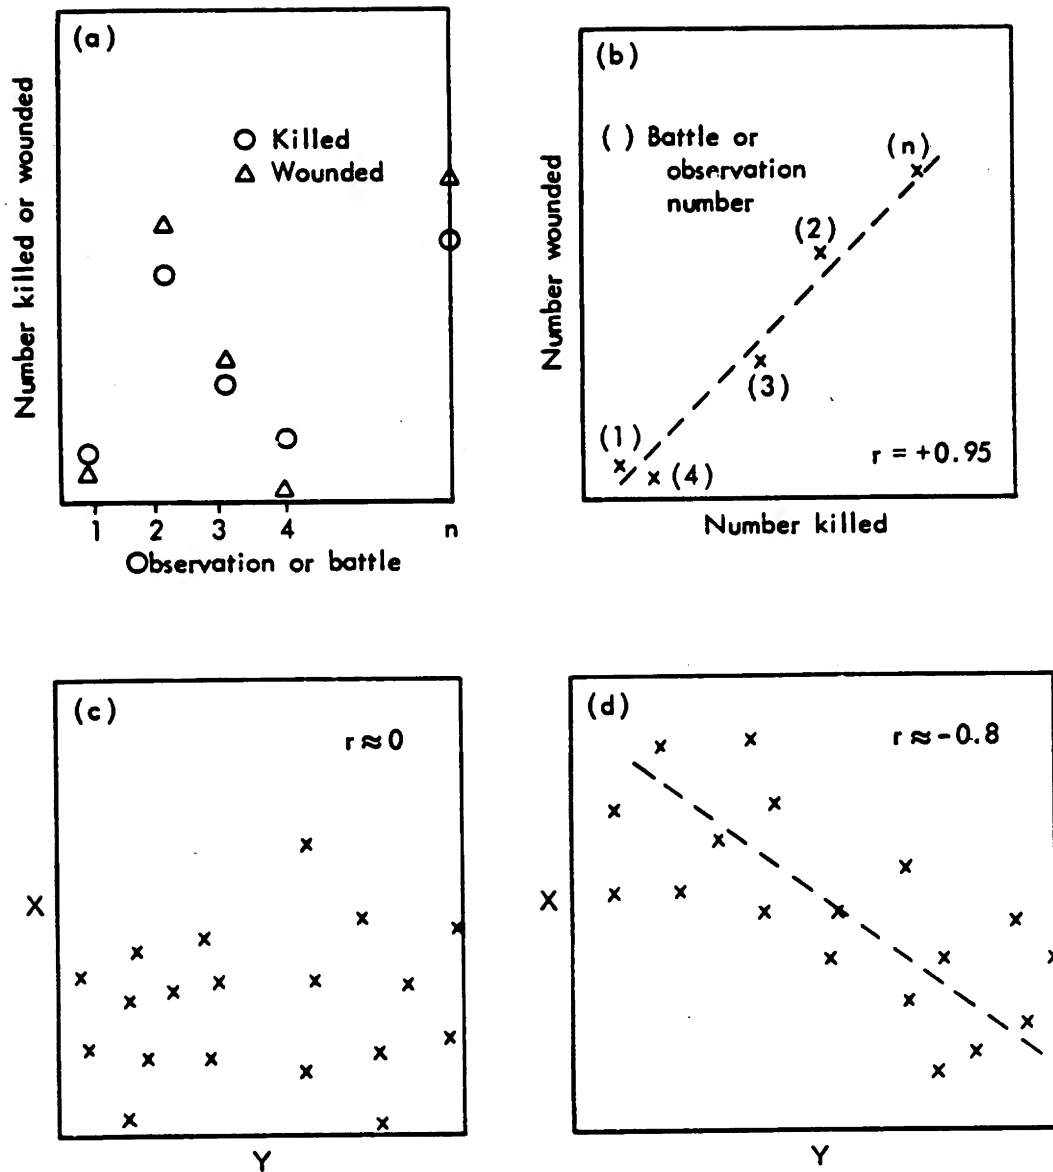 (a)
Number killed or wounded
O Killed
△ Wounded
1 2 3 4 n
Observation or battle
(b)
Number wounded
( ) Battle or
observation
number
(n)
(2)
(3)
(1)
(4)
r = +0.95
Number killed
(c)
r ≈ 0
X
Y
(d)
r ≈ -0.8
X
Y